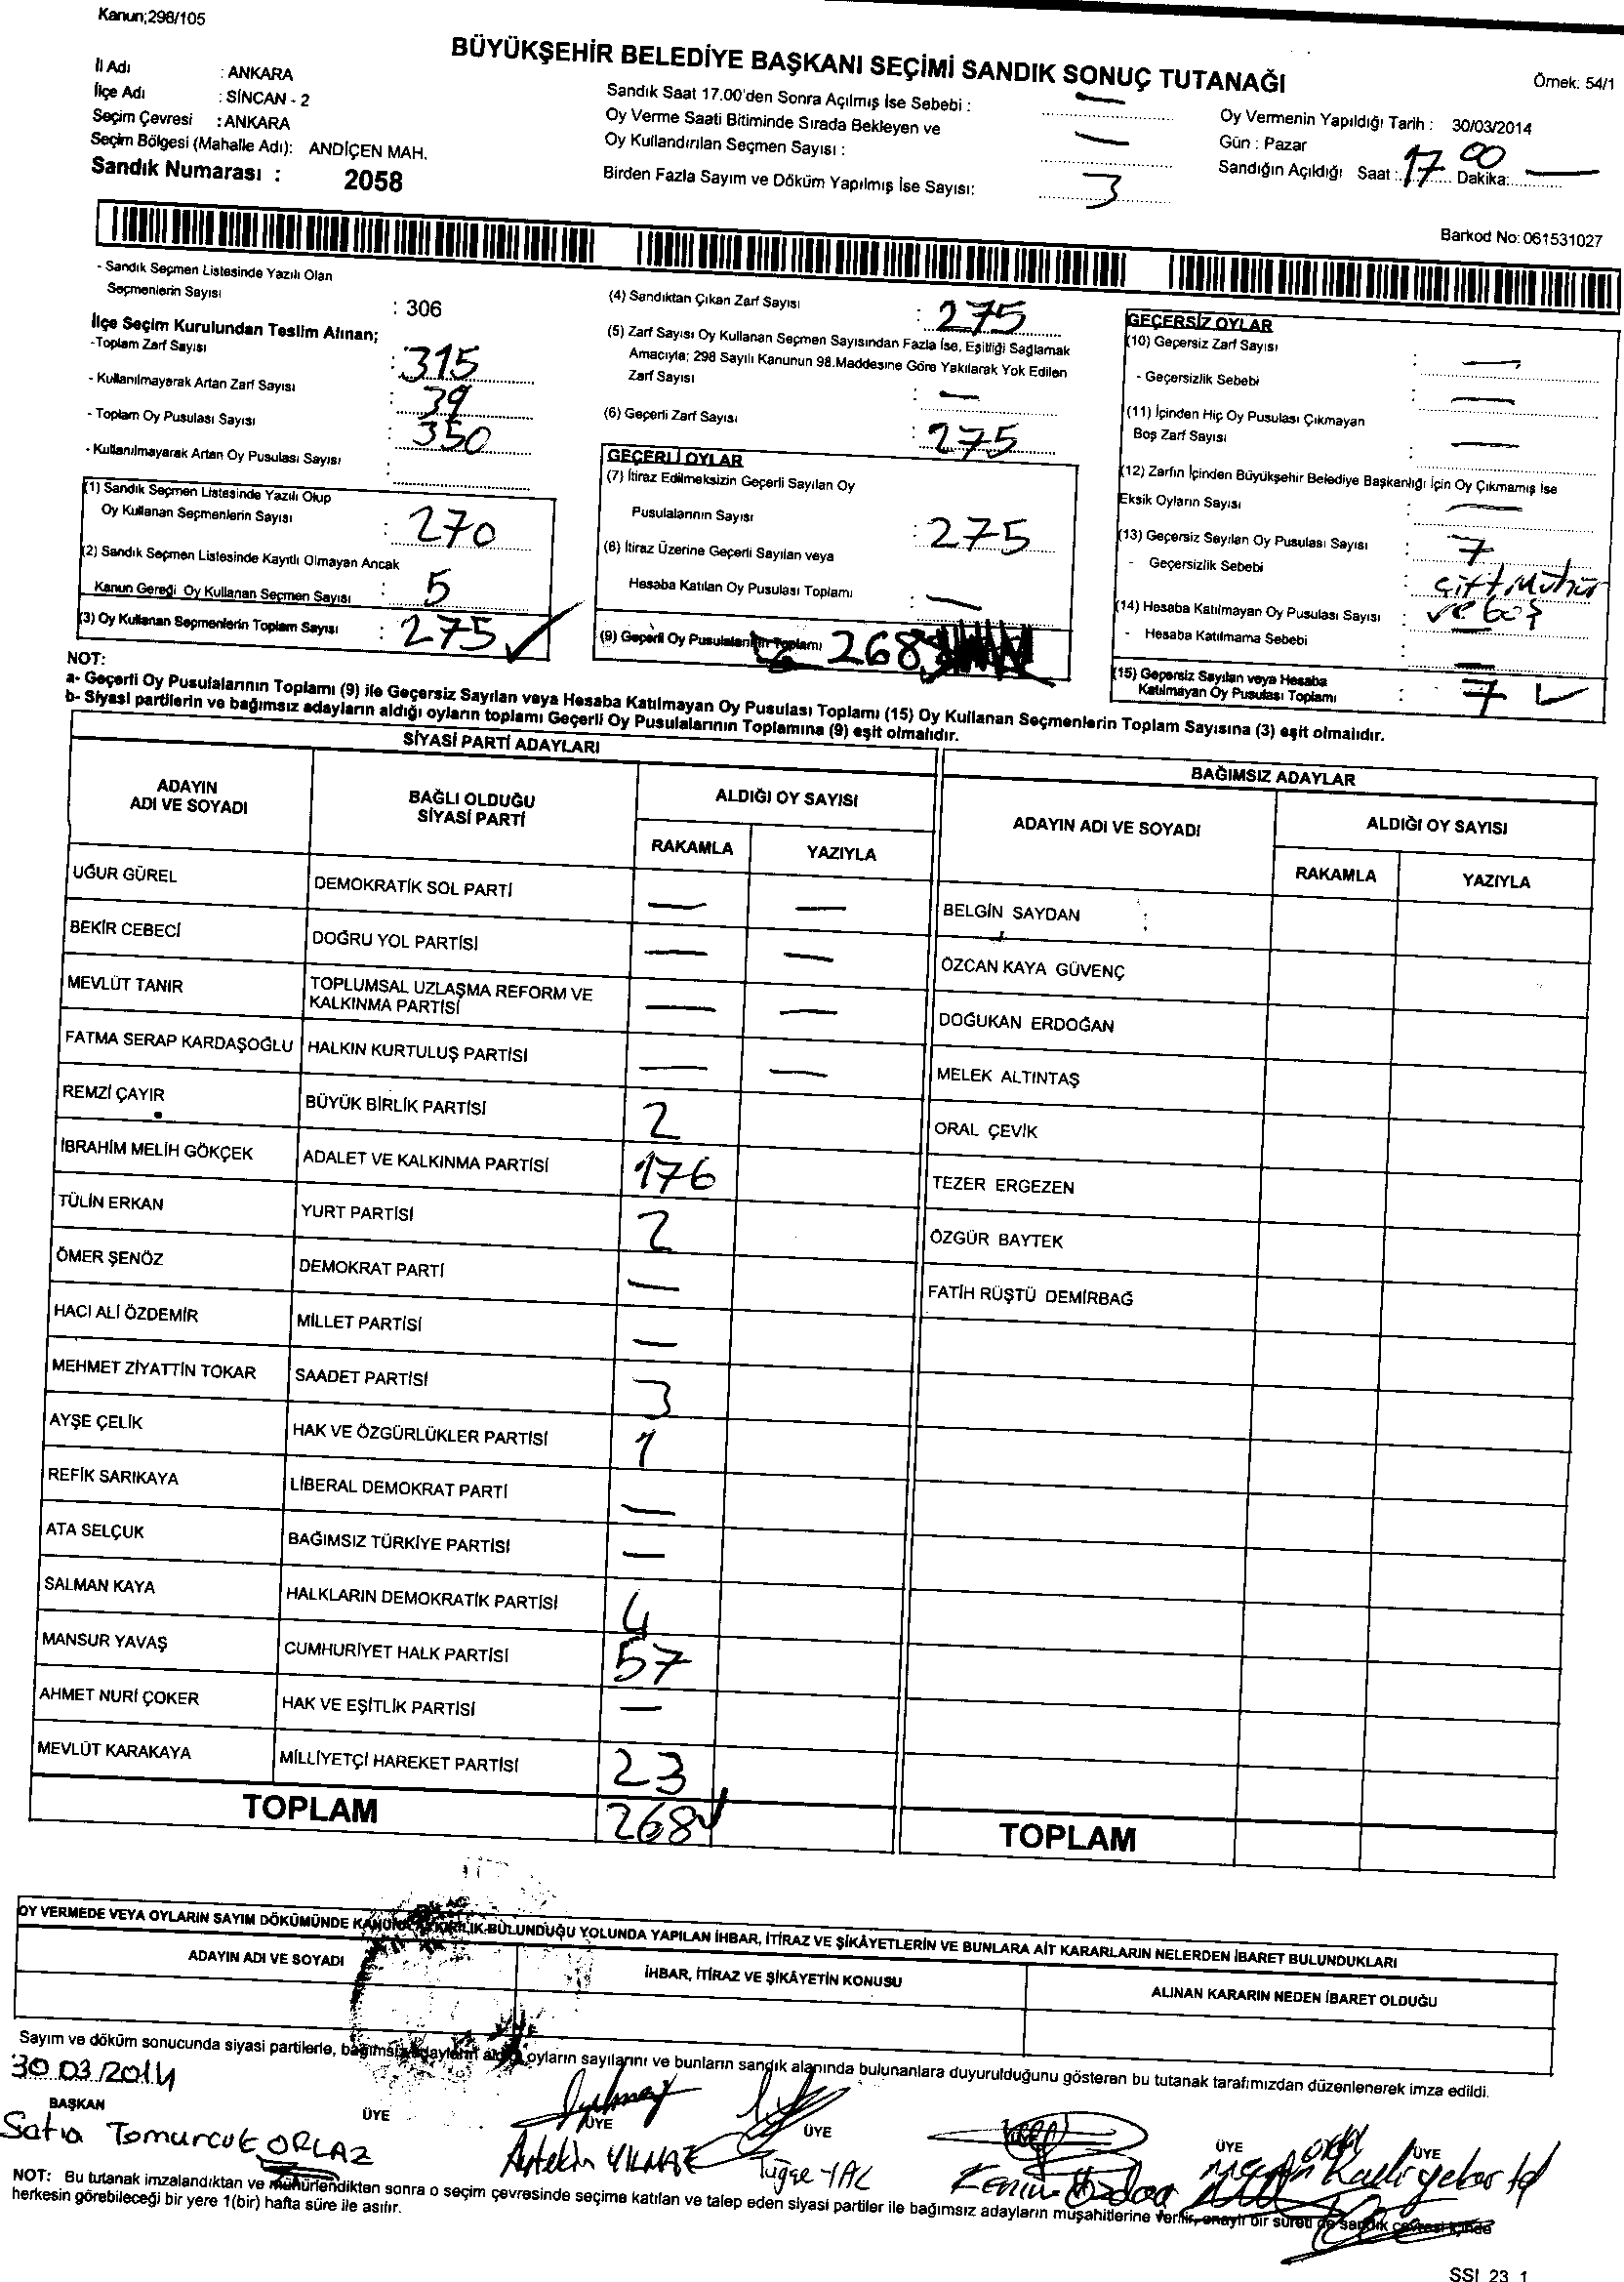 Kanun;298/105
BÜYÜKŞEHİR BELEDİYE BAŞKANI SEÇİMİ SANDIK SONUÇ TUTANAĞI
Örnek: 54/1
İl Adı : ANKARA
İlçe Adı : SİNCAN - 2
Seçim Çevresi : ANKARA
Seçim Bölgesi (Mahalle Adı): ANDİÇEN MAH.
Sandık Numarası : 2058
Sandık Saat 17.00'den Sonra Açılmış İse Sebebi : —
Oy Verme Saati Bitiminde Sırada Bekleyen ve
Oy Kullandırılan Seçmen Sayısı : —
Birden Fazla Sayım ve Döküm Yapılmış İse Sayısı: 3
Oy Vermenin Yapıldığı Tarih : 30/03/2014
Gün : Pazar
Sandığın Açıldığı Saat : 17 00 Dakika: —
Barkod No: 061531027
- Sandık Seçmen Listesinde Yazılı Olan
Seçmenlerin Sayısı : 306
İlçe Seçim Kurulundan Teslim Alınan;
-Toplam Zarf Sayısı : 315
- Kullanılmayarak Artan Zarf Sayısı : 39
- Toplam Oy Pusulası Sayısı : 350
- Kullanılmayarak Artan Oy Pusulası Sayısı :
(1) Sandık Seçmen Listesinde Yazılı Olup
Oy Kullanan Seçmenlerin Sayısı : 270
(2) Sandık Seçmen Listesinde Kayıtlı Olmayan Ancak
Kanun Gereği Oy Kullanan Seçmen Sayısı : 5
(3) Oy Kullanan Seçmenlerin Toplam Sayısı : 275 ✓
(4) Sandıktan Çıkan Zarf Sayısı : 275
(5) Zarf Sayısı Oy Kullanan Seçmen Sayısından Fazla İse, Eşitliği Sağlamak
Amacıyla; 298 Sayılı Kanunun 98.Maddesine Göre Yakılarak Yok Edilen
Zarf Sayısı : —
(6) Geçerli Zarf Sayısı : 275
GEÇERLİ OYLAR
(7) İtiraz Edilmeksizin Geçerli Sayılan Oy
Pusulalarının Sayısı : 275
(8) İtiraz Üzerine Geçerli Sayılan veya
Hesaba Katılan Oy Pusulası Toplamı : —
(9) Geçerli Oy Pusulalarının Toplamı 268
GEÇERSİZ OYLAR
(10) Geçersiz Zarf Sayısı : —
- Geçersizlik Sebebi : —
(11) İçinden Hiç Oy Pusulası Çıkmayan
Boş Zarf Sayısı : —
(12) Zarfın İçinden Büyükşehir Belediye Başkanlığı İçin Oy Çıkmamış İse
Eksik Oyların Sayısı : —
(13) Geçersiz Sayılan Oy Pusulası Sayısı : 7
- Geçersizlik Sebebi : Çift Mühür
ve boş
(14) Hesaba Katılmayan Oy Pusulası Sayısı : —
- Hesaba Katılmama Sebebi : —
(15) Geçersiz Sayılan veya Hesaba
Katılmayan Oy Pusulası Toplamı : 7 ✓
NOT:
a- Geçerli Oy Pusulalarının Toplamı (9) ile Geçersiz Sayılan veya Hesaba Katılmayan Oy Pusulası Toplamı (15) Oy Kullanan Seçmenlerin Toplam Sayısına (3) eşit olmalıdır.
b- Siyasi partilerin ve bağımsız adayların aldığı oyların toplamı Geçerli Oy Pusulalarının Toplamına (9) eşit olmalıdır.
SİYASİ PARTİ ADAYLARI
ADAYIN ADI VE SOYADI
BAĞLI OLDUĞU SİYASİ PARTİ
ALDIĞI OY SAYISI
RAKAMLA YAZIYLA
UĞUR GÜREL DEMOKRATİK SOL PARTİ — —
BEKİR CEBECİ DOĞRU YOL PARTİSİ — —
MEVLÜT TANIR TOPLUMSAL UZLAŞMA REFORM VE KALKINMA PARTİSİ — —
FATMA SERAP KARDAŞOĞLU HALKIN KURTULUŞ PARTİSİ — —
REMZİ ÇAYIR BÜYÜK BİRLİK PARTİSİ 2
İBRAHİM MELİH GÖKÇEK ADALET VE KALKINMA PARTİSİ 176
TÜLİN ERKAN YURT PARTİSİ 2
ÖMER ŞENÖZ DEMOKRAT PARTİ —
HACI ALİ ÖZDEMİR MİLLET PARTİSİ —
MEHMET ZİYATTİN TOKAR SAADET PARTİSİ 3
AYŞE ÇELİK HAK VE ÖZGÜRLÜKLER PARTİSİ 1
REFİK SARIKAYA LİBERAL DEMOKRAT PARTİ —
ATA SELÇUK BAĞIMSIZ TÜRKİYE PARTİSİ —
SALMAN KAYA HALKLARIN DEMOKRATİK PARTİSİ 4
MANSUR YAVAŞ CUMHURİYET HALK PARTİSİ 57
AHMET NURİ ÇOKER HAK VE EŞİTLİK PARTİSİ —
MEVLÜT KARAKAYA MİLLİYETÇİ HAREKET PARTİSİ 23
TOPLAM 268 ✓
BAĞIMSIZ ADAYLAR
ADAYIN ADI VE SOYADI
ALDIĞI OY SAYISI
RAKAMLA YAZIYLA
BELGİN SAYDAN
ÖZCAN KAYA GÜVENÇ
DOĞUKAN ERDOĞAN
MELEK ALTINTAŞ
ORAL ÇEVİK
TEZER ERGEZEN
ÖZGÜR BAYTEK
FATİH RÜŞTÜ DEMİRBAĞ
TOPLAM
OY VERMEDE VEYA OYLARIN SAYIM DÖKÜMÜNDE KANUNA AYKIRILIK BULUNDUĞU YOLUNDA YAPILAN İHBAR, İTİRAZ VE ŞİKÂYETLERİN VE BUNLARA AİT KARARLARIN NELERDEN İBARET BULUNDUKLARI
ADAYIN ADI VE SOYADI
İHBAR, İTİRAZ VE ŞİKÂYETİN KONUSU
ALINAN KARARIN NEDEN İBARET OLDUĞU
Sayım ve döküm sonucunda siyasi partilerle, bağımsız adayların aldığı oyların sayılarını ve bunların sandık alanında bulunanlara duyurulduğunu gösteren bu tutanak tarafımızdan düzenlenerek imza edildi.
30.03/2014
BAŞKAN ÜYE ÜYE ÜYE ÜYE ÜYE ÜYE
Satıa Tomurcuk ORLAZ
Aytekin YILMAZ
Tuğçe YAL
NOT: Bu tutanak imzalandıktan ve mühürlendikten sonra o seçim çevresinde seçime katılan ve talep eden siyasi partiler ile bağımsız adayların müşahitlerine verilir, onaylı bir sureti de sandık çevresi içinde
herkesin görebileceği bir yere 1(bir) hafta süre ile asılır.
SSI 23 1